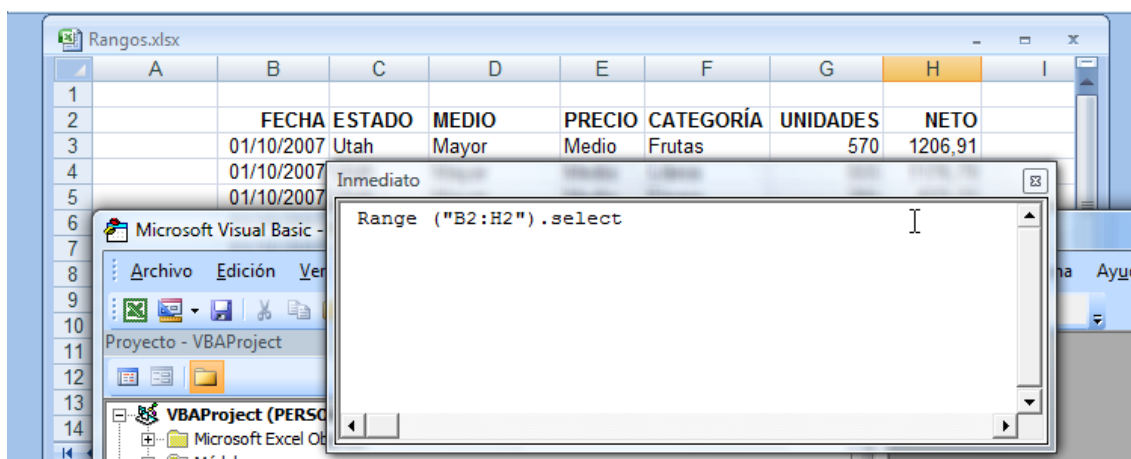 Rangos.xlsx
A B C D E F G H I
1
2 FECHA ESTADO MEDIO PRECIO CATEGORÍA UNIDADES NETO
3 01/10/2007 Utah Mayor Medio Frutas 570 1206,91
4 01/10/2007
5 01/10/2007
Inmediato
Range ("B2:H2").select
6
7
8
9
10
11
12
13
14
Microsoft Visual Basic -
Archivo Edición Ver
na Ayu
Proyecto - VBAProject
VBAProject (PERSO
Microsoft Excel Ob